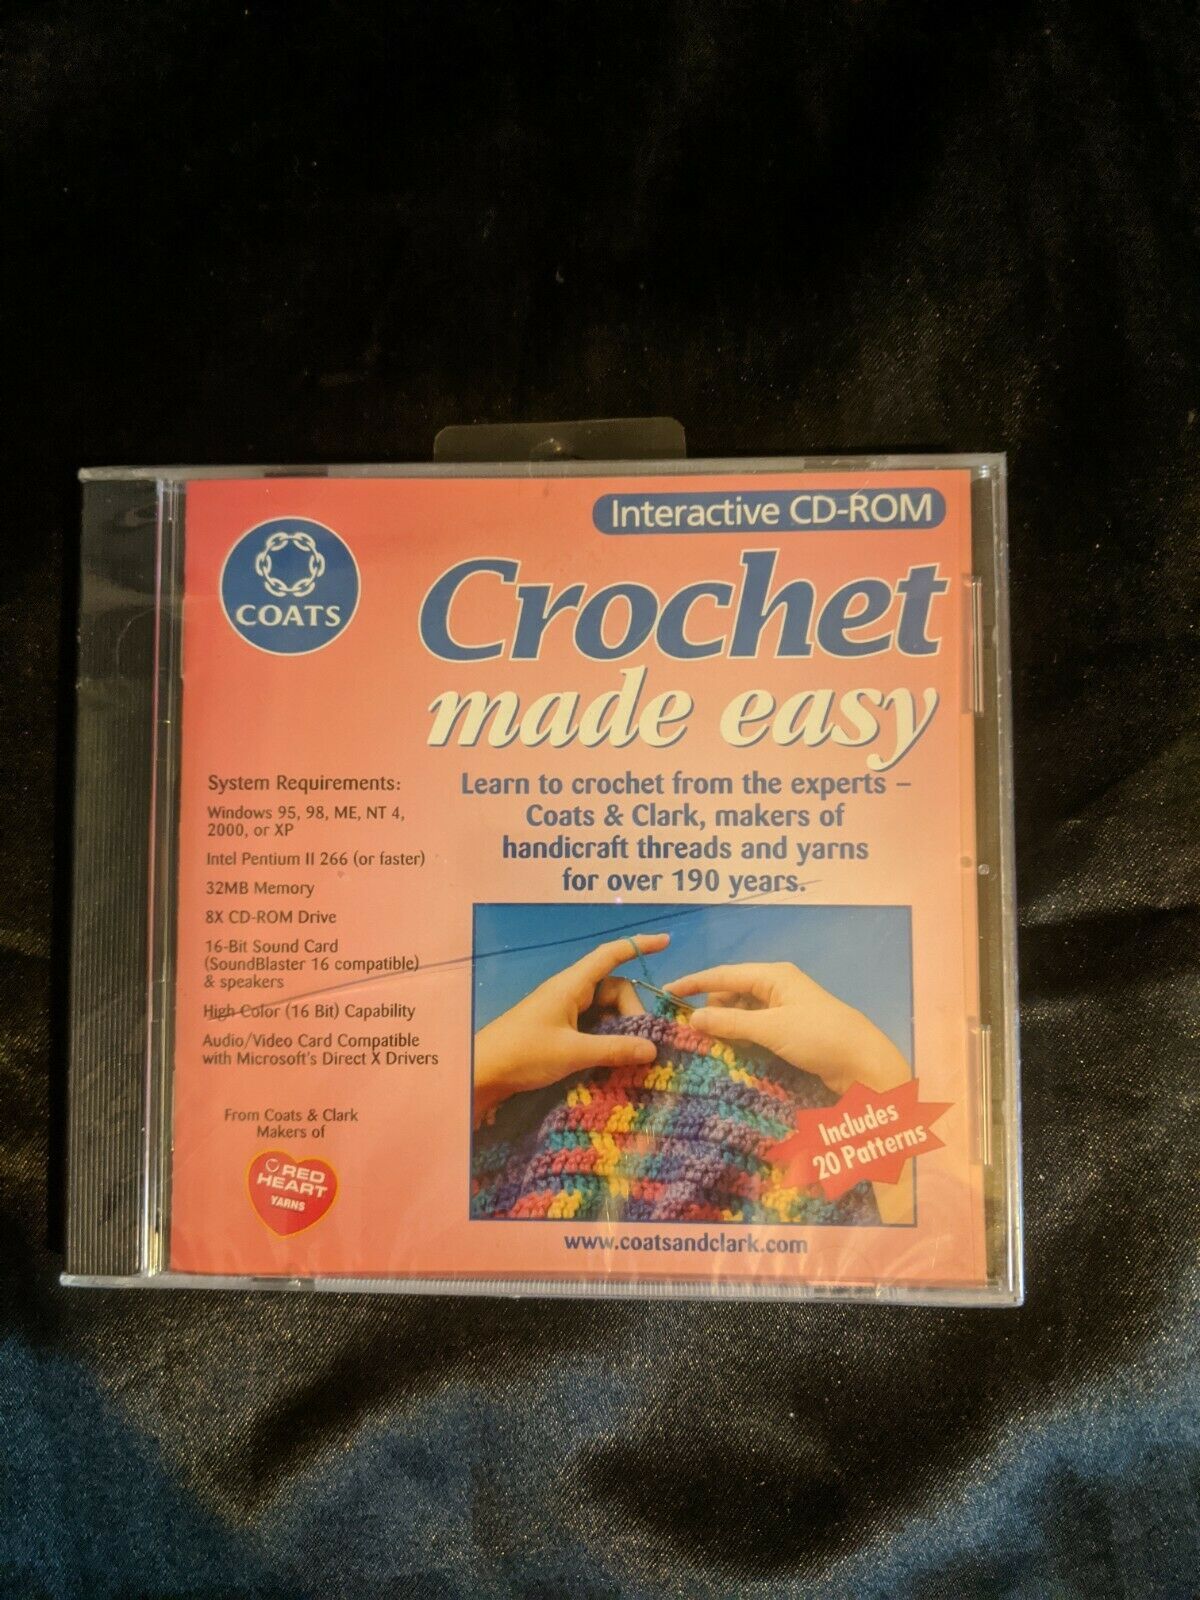 Interactive CD-ROM
COATS
Crochet
made easy
Learn to crochet from the experts –
Coats & Clark, makers of
handicraft threads and yarns
for over 190 years.
System Requirements:
Windows 95, 98, ME, NT 4,
2000, or XP
Intel Pentium II 266 (or faster)
32MB Memory
8X CD-ROM Drive
16-Bit Sound Card
(SoundBlaster 16 compatible)
& speakers
High Color (16 Bit) Capability
Audio/Video Card Compatible
with Microsoft's Direct X Drivers
From Coats & Clark
Makers of
RED
HEART
YARNS
Includes
20 Patterns
www.coatsandclark.com